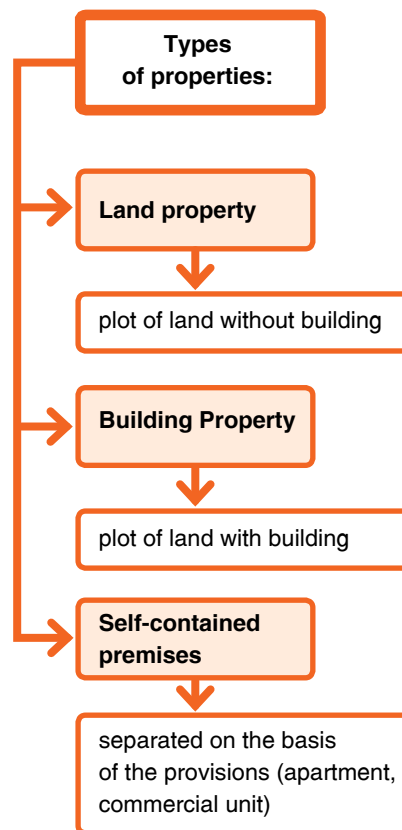 Types
of properties:
Land property
plot of land without building
Building Property
plot of land with building
Self-contained
premises
separated on the basis
of the provisions (apartment,
commercial unit)